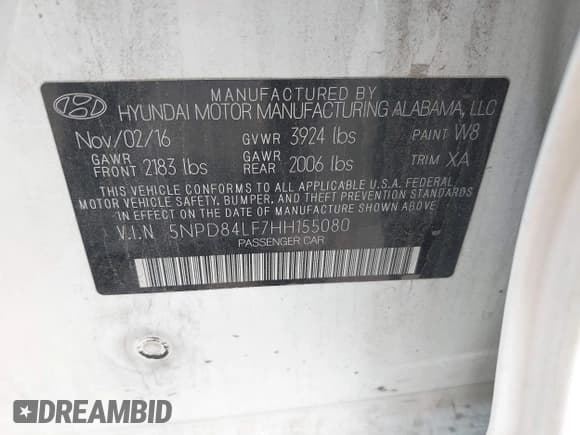 MANUFACTURED BY
HYUNDAI MOTOR MANUFACTURING ALABAMA, LLC
Nov/02/16 GVWR 3924 lbs PAINT W8
GAWR FRONT 2183 lbs GAWR REAR 2006 lbs TRIM XA
THIS VEHICLE CONFORMS TO ALL APPLICABLE U.S.A. FEDERAL
MOTOR VEHICLE SAFETY, BUMPER, AND THEFT PREVENTION STANDARDS
IN EFFECT ON THE DATE OF MANUFACTURE SHOWN ABOVE.
V.I.N 5NPD84LF7HH155080
PASSENGER CAR
DREAMBID